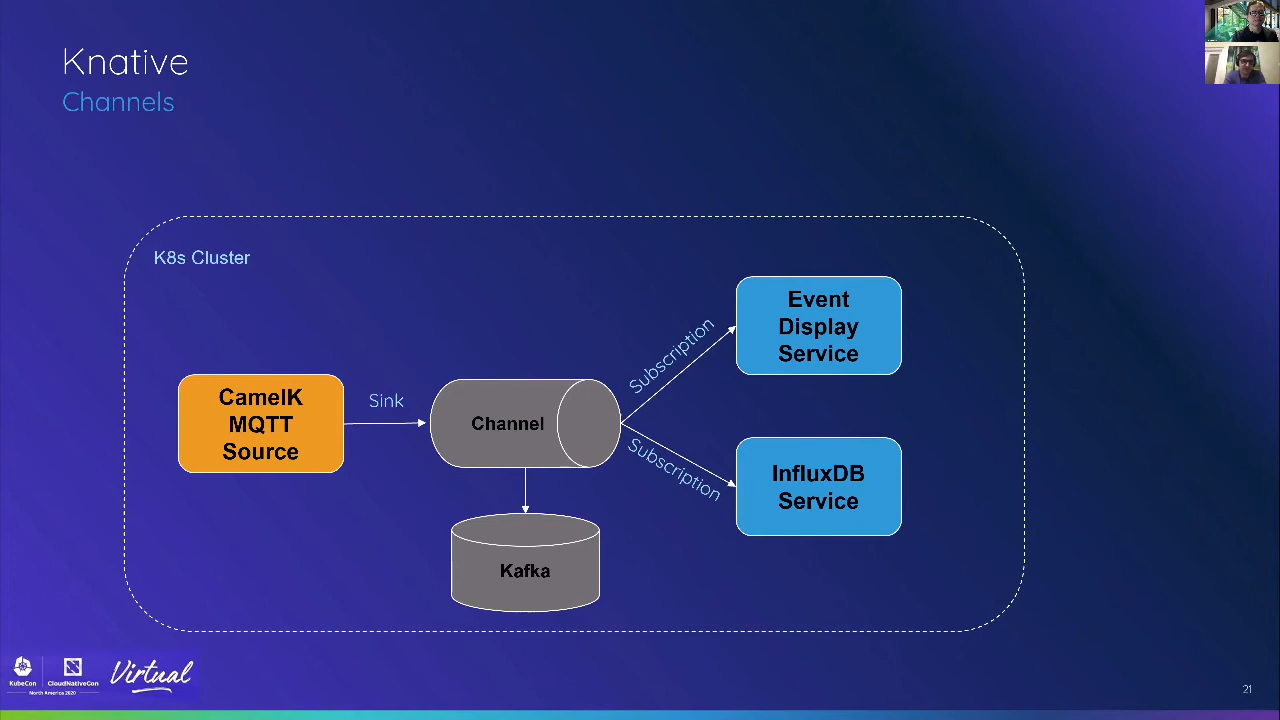 Knative
Channels
K8s Cluster
CamelK
MQTT
Source
Sink
Channel
Kafka
Subscription
Subscription
Event
Display
Service
InfluxDB
Service
KubeCon
CloudNativeCon
North America 2020
Virtual
21